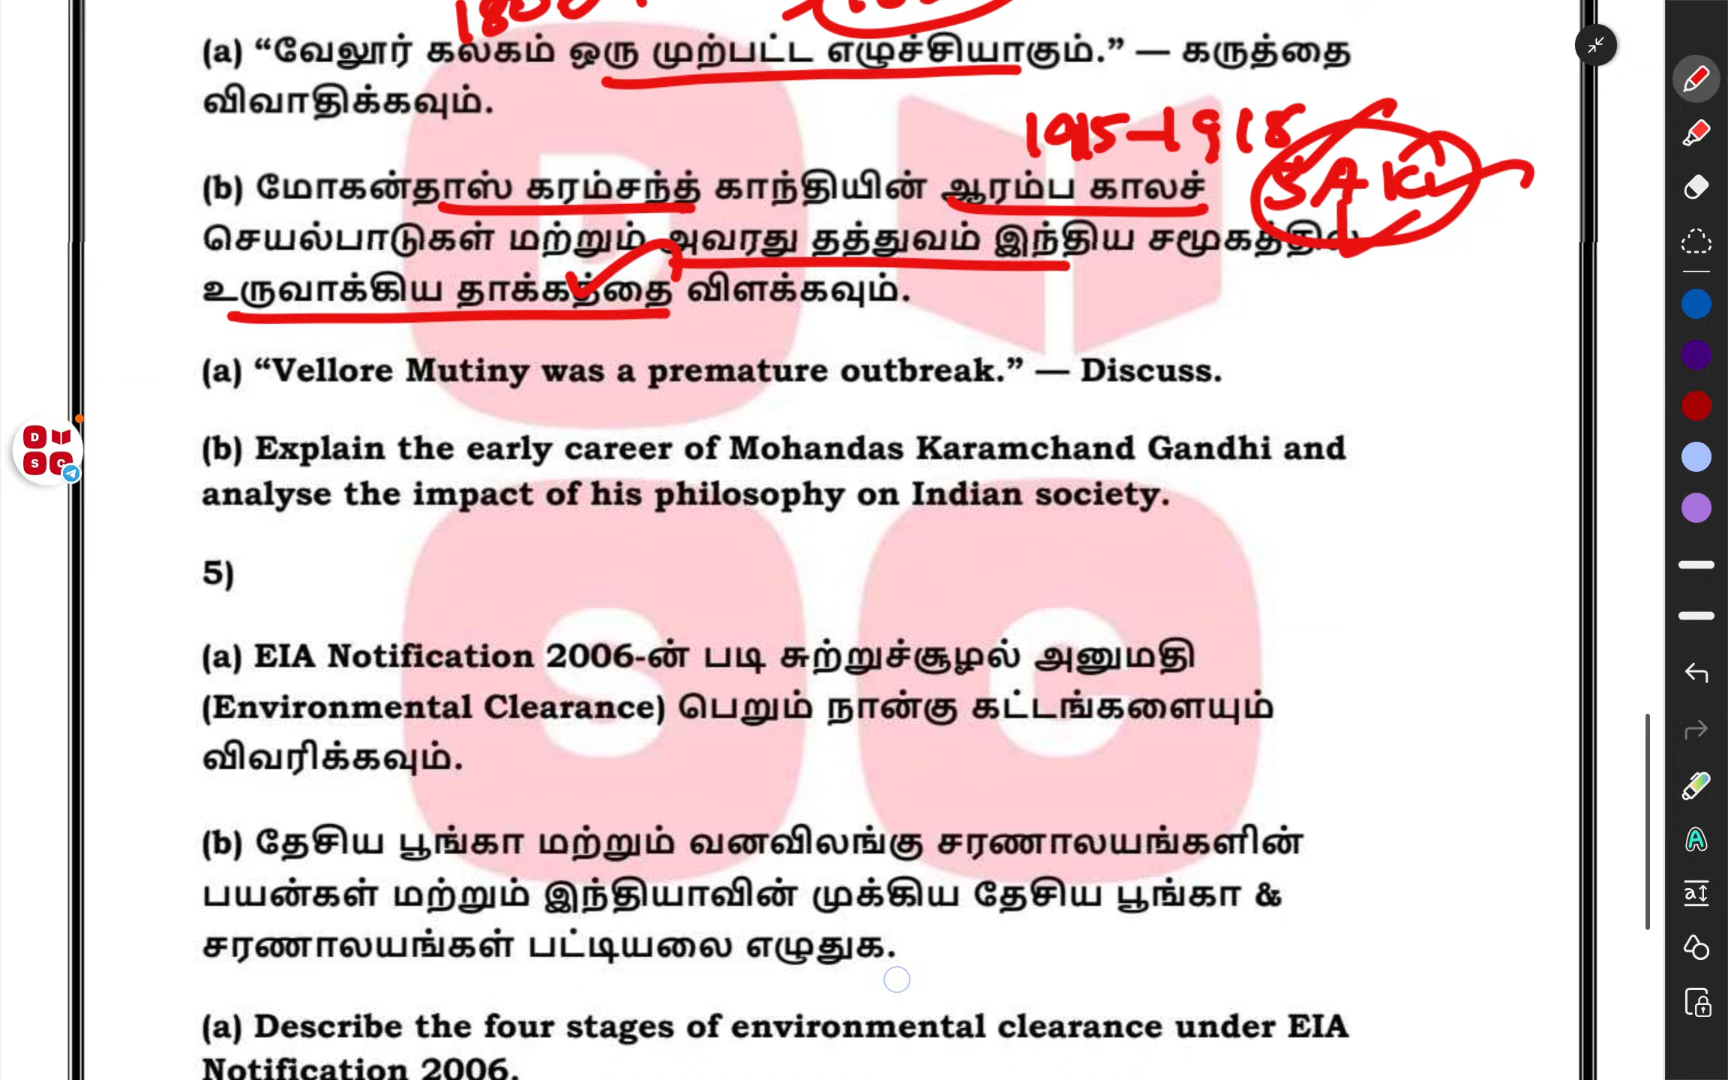 (a) “வேலூர் கலகம் ஒரு முற்பட்ட எழுச்சியாகும்.” — கருத்தை
விவாதிக்கவும்.
1915-1918
(b) மோகன்தாஸ் கரம்சந்த் காந்தியின் ஆரம்ப காலச்
செயல்பாடுகள் மற்றும் அவரது தத்துவம் இந்திய சமூகத்தில்
உருவாக்கிய தாக்கத்தை விளக்கவும்.
(a) “Vellore Mutiny was a premature outbreak.” — Discuss.
(b) Explain the early career of Mohandas Karamchand Gandhi and
analyse the impact of his philosophy on Indian society.
5)
(a) EIA Notification 2006-ன் படி சுற்றுச்சூழல் அனுமதி
(Environmental Clearance) பெறும் நான்கு கட்டங்களையும்
விவரிக்கவும்.
(b) தேசிய பூங்கா மற்றும் வனவிலங்கு சரணாலயங்களின்
பயன்கள் மற்றும் இந்தியாவின் முக்கிய தேசிய பூங்கா &
சரணாலயங்கள் பட்டியலை எழுதுக.
(a) Describe the four stages of environmental clearance under EIA
Notification 2006.
D
S G